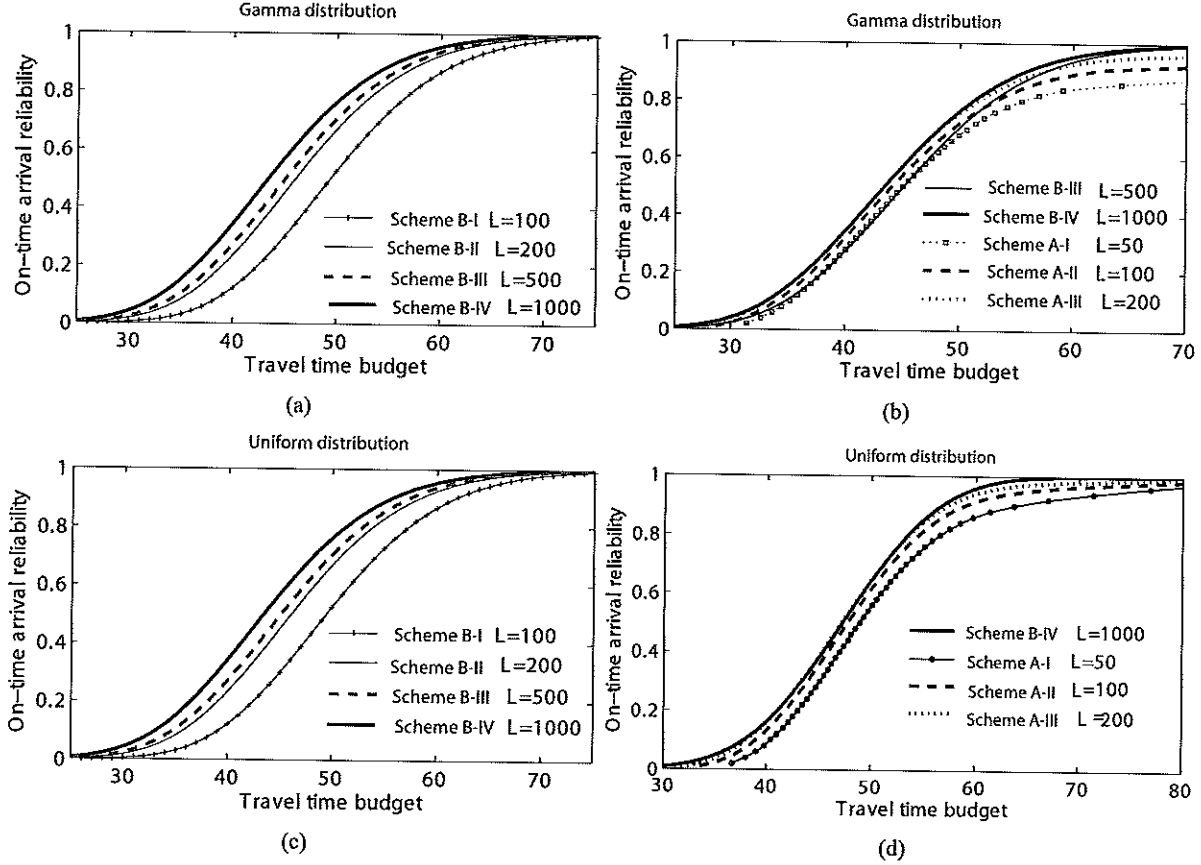 Gamma distribution
On-time arrival reliability
1
0.8
0.6
0.4
0.2
0
Scheme B-I L=100
Scheme B-II L=200
Scheme B-III L=500
Scheme B-IV L=1000
30 40 50 60 70
Travel time budget
(a)
Gamma distribution
On-time arrival reliability
1
0.8
0.6
0.4
0.2
0
Scheme B-III L=500
Scheme B-IV L=1000
Scheme A-I L=50
Scheme A-II L=100
Scheme A-III L=200
30 40 50 60 70
Travel time budget
(b)
Uniform distribution
On-time arrival reliability
1
0.8
0.6
0.4
0.2
0
Scheme B-I L=100
Scheme B-II L=200
Scheme B-III L=500
Scheme B-IV L=1000
30 40 50 60 70
Travel time budget
(c)
Uniform distribution
On-time arrival reliability
1
0.8
0.6
0.4
0.2
0
Scheme B-IV L=1000
Scheme A-I L=50
Scheme A-II L=100
Scheme A-III L=200
30 40 50 60 70 80
Travel time budget
(d)